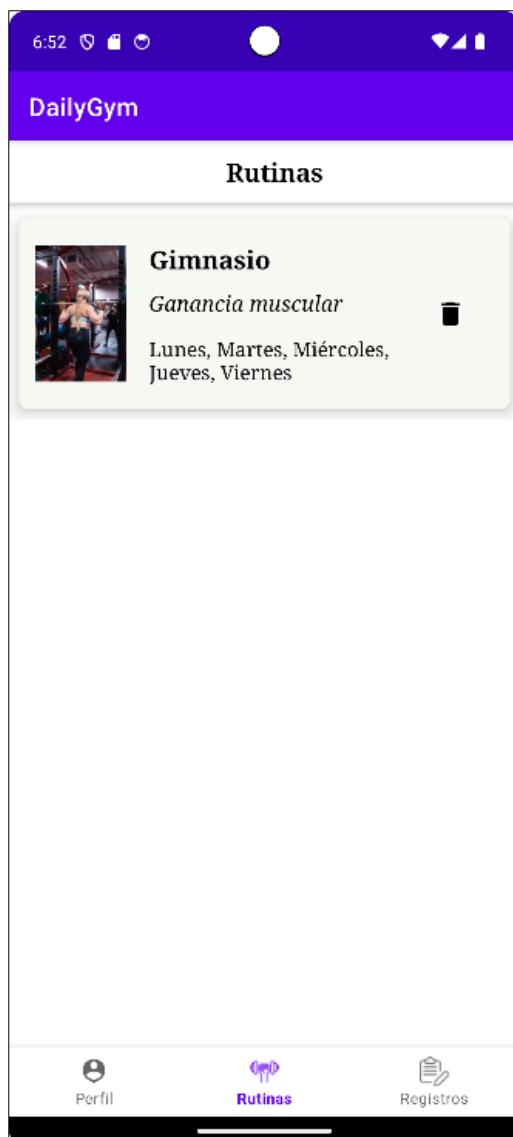 6:52
DailyGym
Rutinas
Gimnasio
Ganancia muscular
Lunes, Martes, Miércoles,
Jueves, Viernes
Perfil
Rutinas
Registros